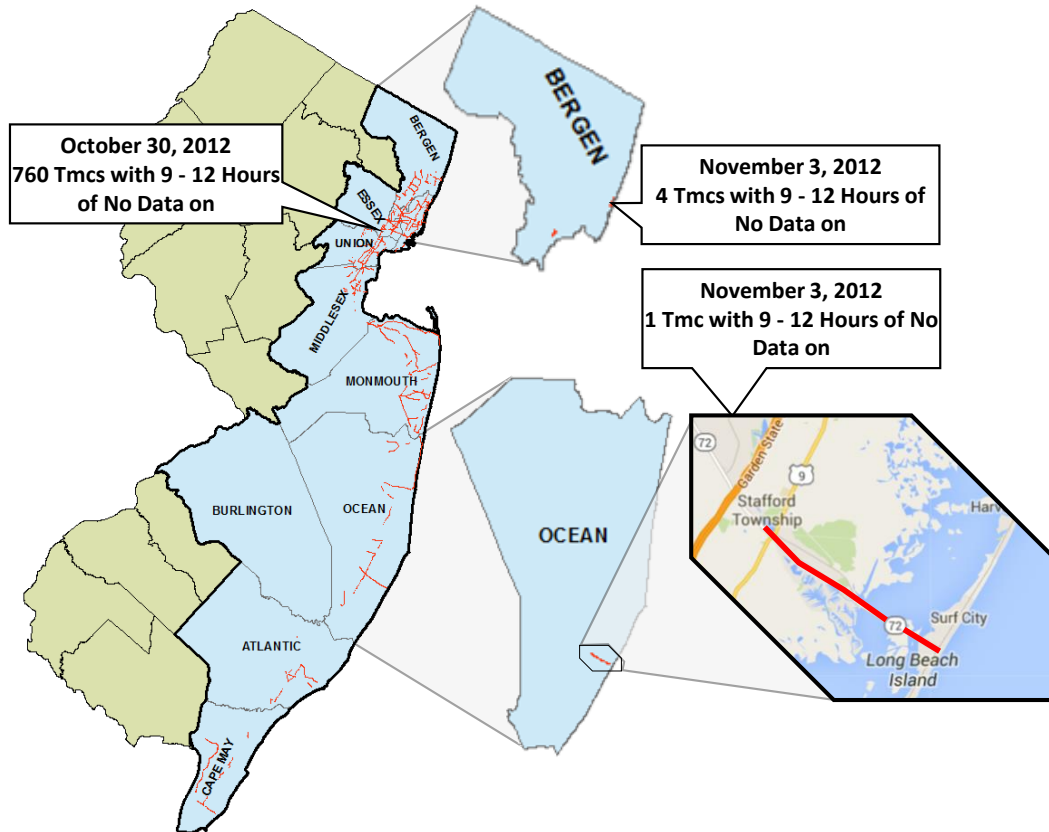 October 30, 2012
760 Tmcs with 9 - 12 Hours
of No Data on
BERGEN
ESSEX
UNION
MIDDLESEX
MONMOUTH
BURLINGTON
OCEAN
ATLANTIC
CAPE MAY
BERGEN
November 3, 2012
4 Tmcs with 9 - 12 Hours of
No Data on
November 3, 2012
1 Tmc with 9 - 12 Hours of No
Data on
OCEAN
72
Garden State
9
Stafford
Township
Harv
72
Surf City
Long Beach
Island